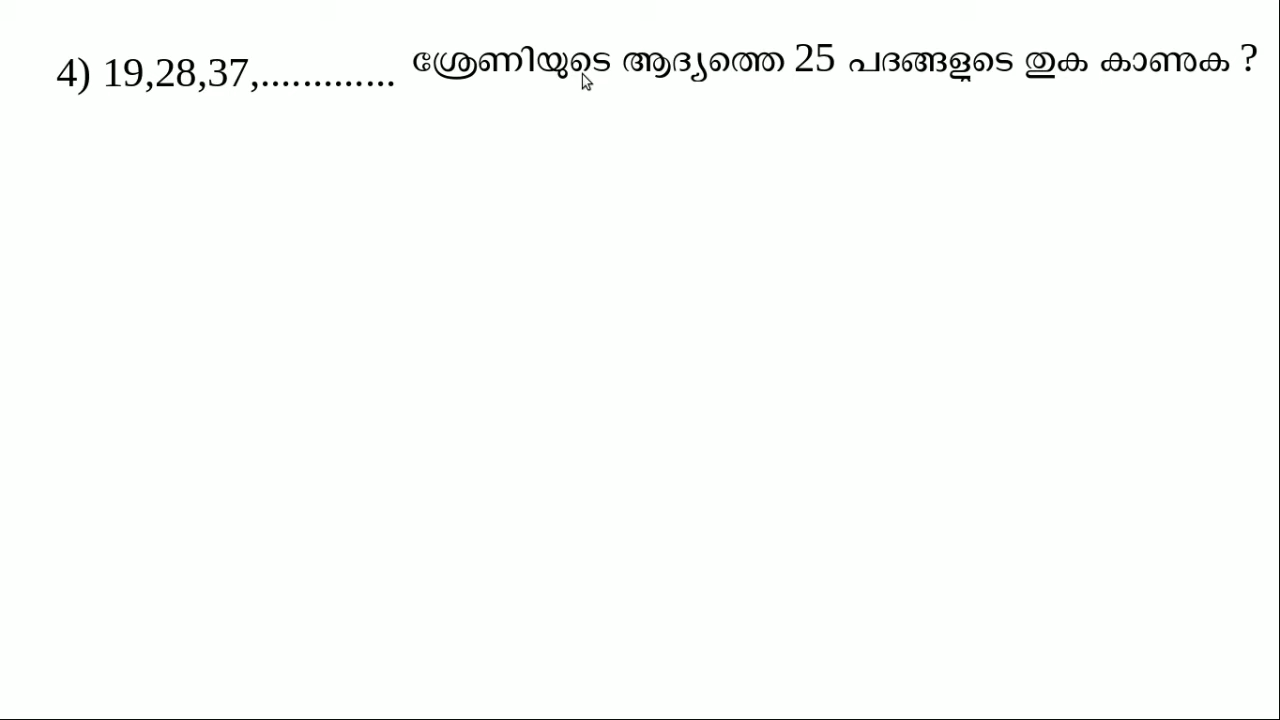 4) 19,28,37,............. ശ്രേണിയുടെ ആദ്യത്തെ 25 പദങ്ങളുടെ തുക കാണുക ?